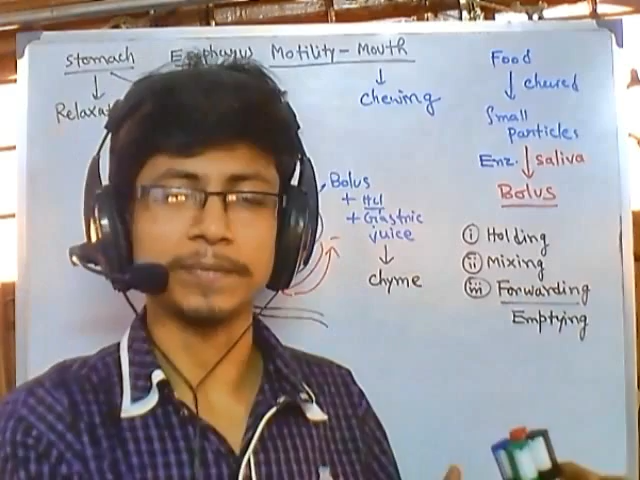 Stomach Esophagus Motility - Mouth
Chewing
Bolus
+ Hcl
+ Gastric
juice
Chyme
Food
chewed
Small
particles
Enz. saliva
BOLUS
i Holding
ii Mixing
iii Forwarding
Emptying